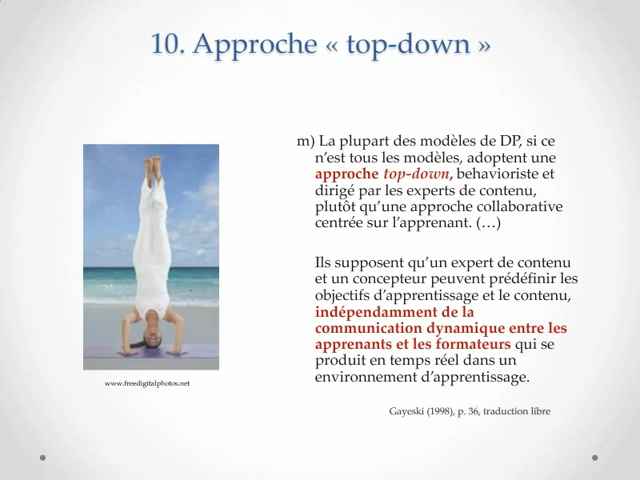 10. Approche « top-down »
m) La plupart des modèles de DP, si ce
n’est tous les modèles, adoptent une
approche top-down, behavioriste et
dirigé par les experts de contenu,
plutôt qu’une approche collaborative
centrée sur l’apprenant. (…)
Ils supposent qu’un expert de contenu
et un concepteur peuvent prédéfinir les
objectifs d’apprentissage et le contenu,
indépendamment de la
communication dynamique entre les
apprenants et les formateurs qui se
produit en temps réel dans un
environnement d’apprentissage.
www.freedigitalphotos.net
Gayeski (1998), p. 36, traduction libre